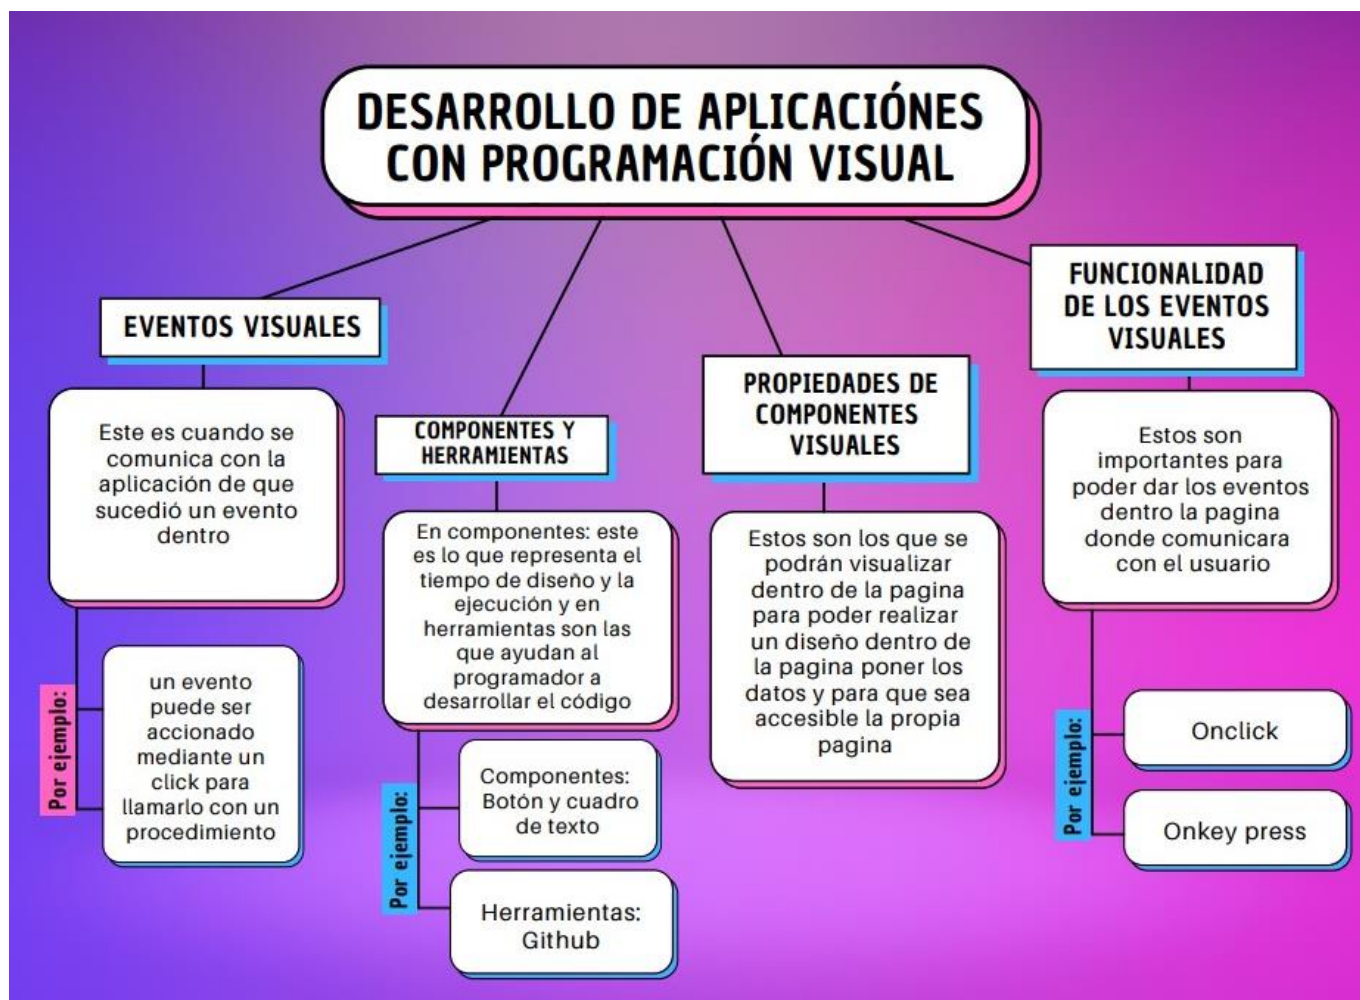 DESARROLLO DE APLICACIÓNES
CON PROGRAMACIÓN VISUAL
EVENTOS VISUALES
Este es cuando se
comunica con la
aplicación de que
sucedió un evento
dentro
Por ejemplo:
un evento
puede ser
accionado
mediante un
click para
llamarlo con un
procedimiento
COMPONENTES Y
HERRAMIENTAS
En componentes: este
es lo que representa el
tiempo de diseño y la
ejecución y en
herramientas son las
que ayudan al
programador a
desarrollar el código
Por ejemplo:
Componentes:
Botón y cuadro
de texto
Herramientas:
Github
PROPIEDADES DE
COMPONENTES
VISUALES
Estos son los que se
podrán visualizar
dentro de la pagina
para poder realizar
un diseño dentro de
la pagina poner los
datos y para que sea
accesible la propia
pagina
FUNCIONALIDAD
DE LOS EVENTOS
VISUALES
Estos son
importantes para
poder dar los eventos
dentro la pagina
donde comunicara
con el usuario
Por ejemplo:
Onclick
Onkey press